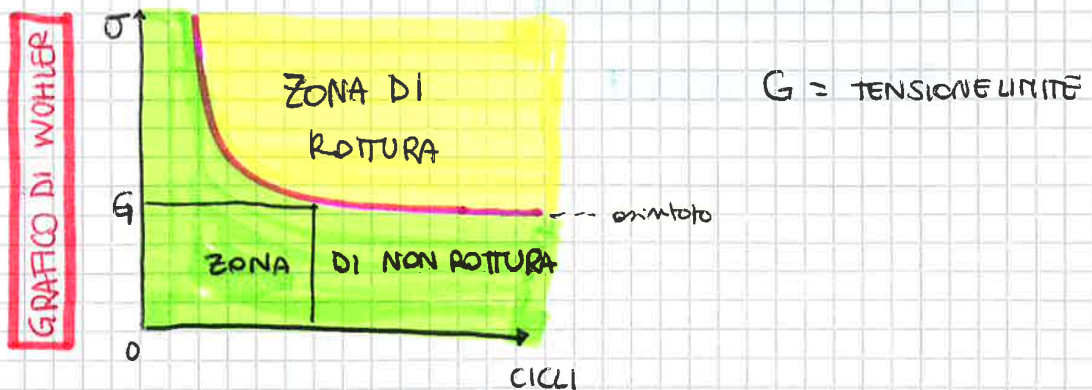 GRAFICO DI WOHLER
σ
ZONA DI
ROTTURA
G = TENSIONE LIMITE
G
--- asintoto
ZONA DI NON ROTTURA
0
CICLI